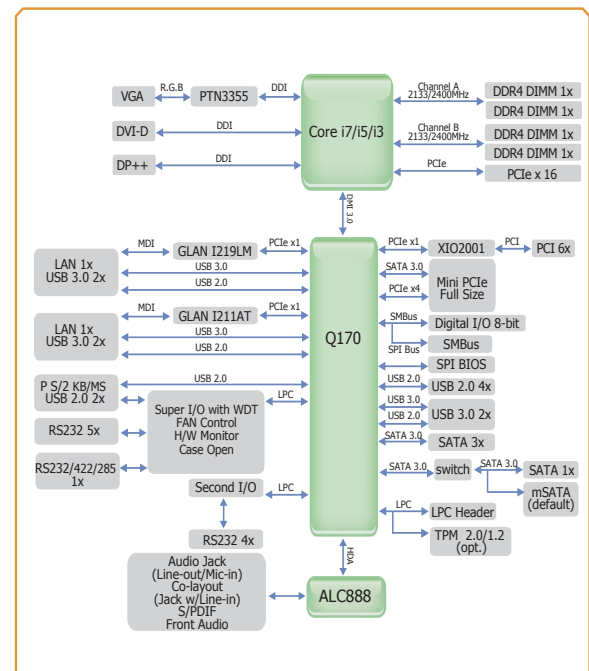 VGA
R.G.B
PTN3355
DDI
DVI-D
DDI
DP++
DDI
Core i7/i5/i3
Channel A
2133/2400MHz
DDR4 DIMM 1x
DDR4 DIMM 1x
Channel B
2133/2400MHz
DDR4 DIMM 1x
DDR4 DIMM 1x
PCIe
PCIe x 16
DMI 3.0
LAN 1x
USB 3.0 2x
MDI
GLAN I219LM
PCIe x1
USB 3.0
USB 2.0
LAN 1x
USB 3.0 2x
MDI
GLAN I211AT
PCIe x1
USB 3.0
USB 2.0
P S/2 KB/MS
USB 2.0 2x
USB 2.0
Super I/O with WDT
FAN Control
H/W Monitor
Case Open
LPC
RS232 5x
RS232/422/285
1x
Second I/O
LPC
RS232 4x
Audio Jack
(Line-out/Mic-in)
Co-layout
(Jack w/Line-in)
S/PDIF
Front Audio
Q170
HDA
ALC888
PCIe x1
XIO2001
PCI
PCI 6x
SATA 3.0
PCIe x4
Mini PCIe
Full Size
SMBus
Digital I/O 8-bit
SMBus
SPI Bus
SPI BIOS
USB 2.0
USB 2.0 4x
USB 3.0
USB 2.0
USB 3.0 2x
SATA 3.0
SATA 3x
SATA 3.0
switch
SATA 3.0
SATA 1x
mSATA
(default)
LPC
LPC Header
TPM 2.0/1.2
(opt.)